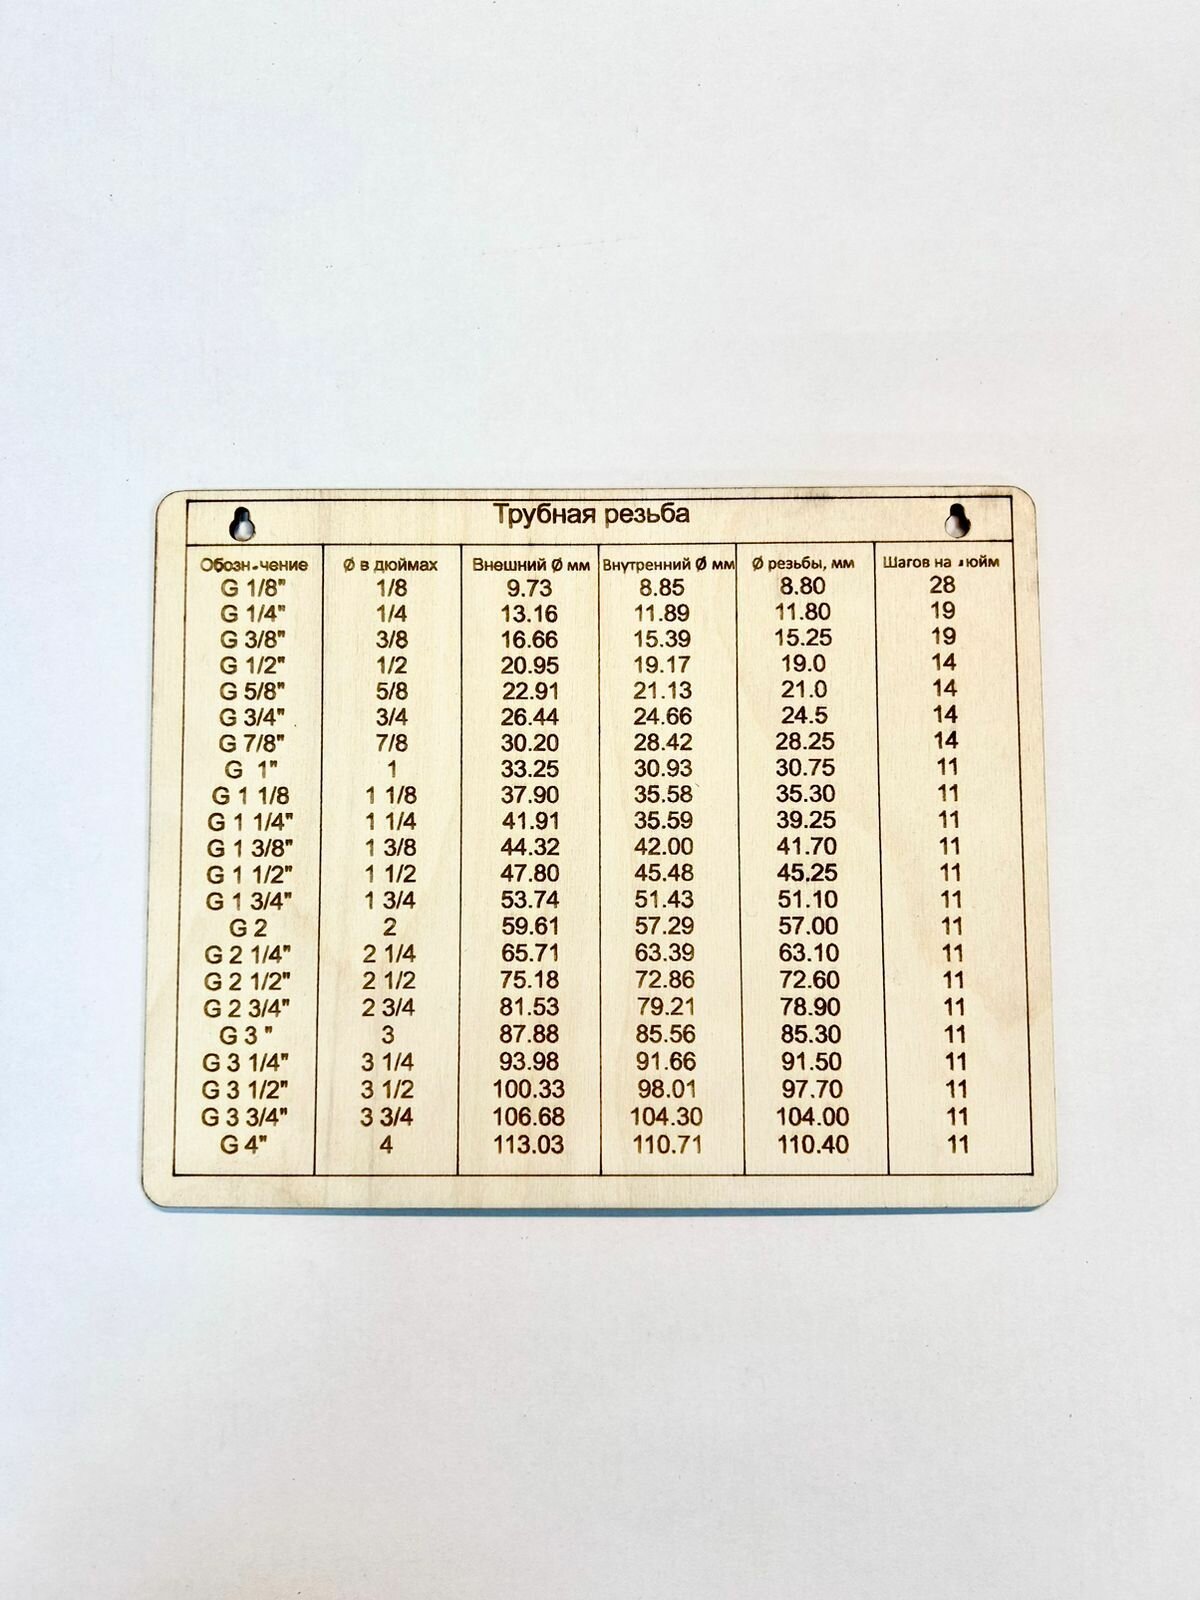 Трубная резьба
Обозн-чение Ø в дюймах Внешний Ø мм Внутренний Ø мм Ø резьбы, мм Шагов на юйм
G 1/8" 1/8 9.73 8.85 8.80 28
G 1/4" 1/4 13.16 11.89 11.80 19
G 3/8" 3/8 16.66 15.39 15.25 19
G 1/2" 1/2 20.95 19.17 19.0 14
G 5/8" 5/8 22.91 21.13 21.0 14
G 3/4" 3/4 26.44 24.66 24.5 14
G 7/8" 7/8 30.20 28.42 28.25 14
G 1" 1 33.25 30.93 30.75 11
G 1 1/8 1 1/8 37.90 35.58 35.30 11
G 1 1/4" 1 1/4 41.91 35.59 39.25 11
G 1 3/8" 1 3/8 44.32 42.00 41.70 11
G 1 1/2" 1 1/2 47.80 45.48 45.25 11
G 1 3/4" 1 3/4 53.74 51.43 51.10 11
G 2 2 59.61 57.29 57.00 11
G 2 1/4" 2 1/4 65.71 63.39 63.10 11
G 2 1/2" 2 1/2 75.18 72.86 72.60 11
G 2 3/4" 2 3/4 81.53 79.21 78.90 11
G 3 " 3 87.88 85.56 85.30 11
G 3 1/4" 3 1/4 93.98 91.66 91.50 11
G 3 1/2" 3 1/2 100.33 98.01 97.70 11
G 3 3/4" 3 3/4 106.68 104.30 104.00 11
G 4" 4 113.03 110.71 110.40 11